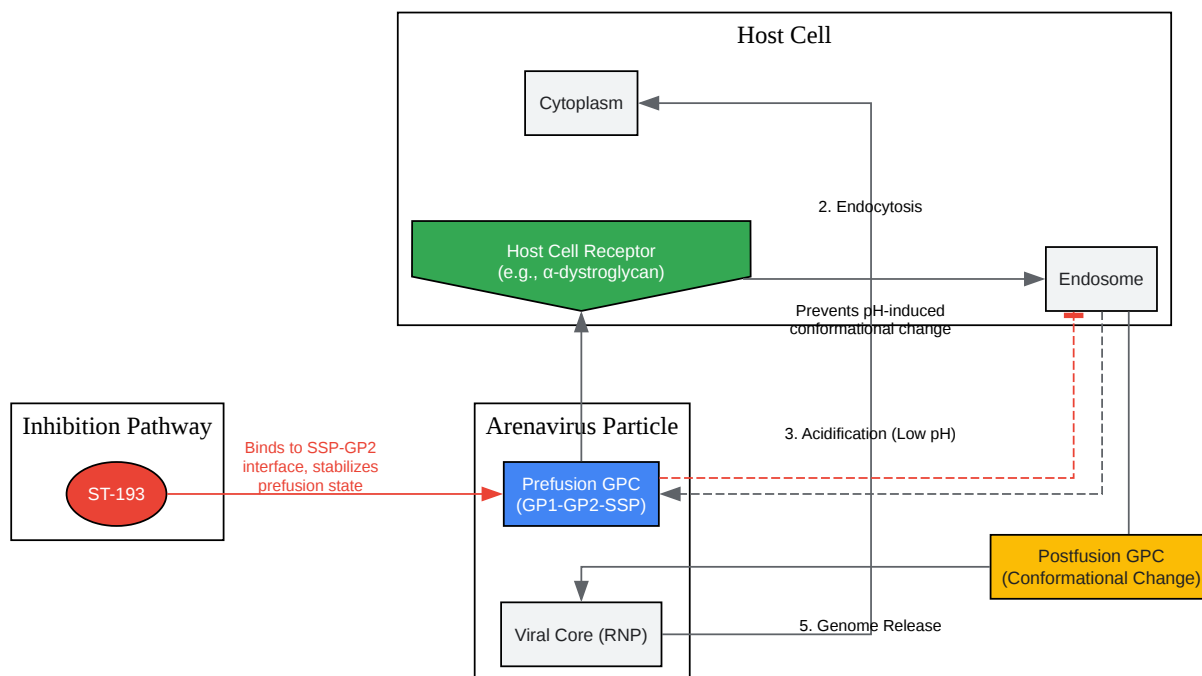 Host Cell
Cytoplasm
2. Endocytosis
Host Cell Receptor
(e.g., α-dystroglycan)
Endosome
Prevents pH-induced
conformational change
Inhibition Pathway
Arenavirus Particle
Binds to SSP-GP2
interface, stabilizes
prefusion state
3. Acidification (Low pH)
ST-193
Prefusion GPC
(GP1-GP2-SSP)
Postfusion GPC
(Conformational Change)
Viral Core (RNP)
5. Genome Release